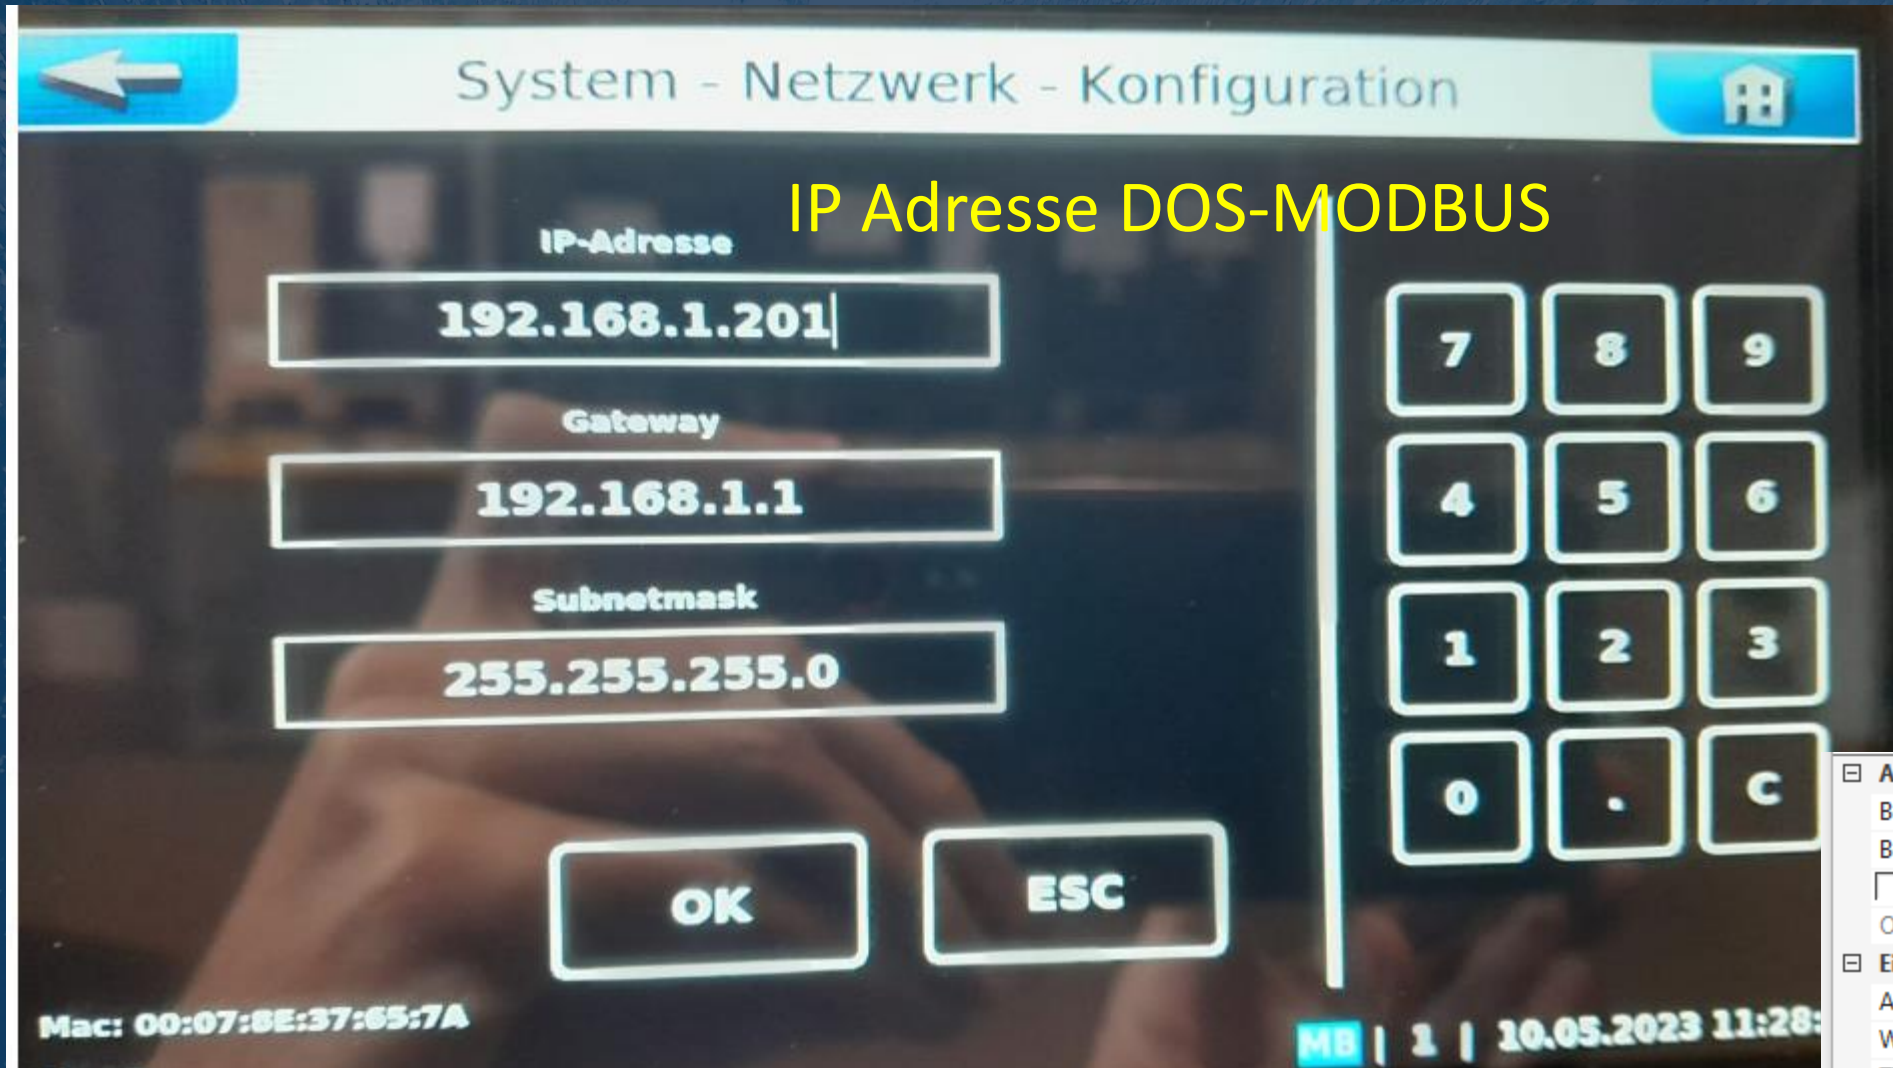 System - Netzwerk - Konfiguration
IP Adresse DOS-MODBUS
IP-Adresse
192.168.1.201
7 8 9
Gateway
192.168.1.1
4 5 6
Subnetmask
255.255.255.0
1 2 3
0 . C
OK ESC
Mac: 00:07:8E:37:65:7A
MB | 1 | 10.05.2023 11:28: